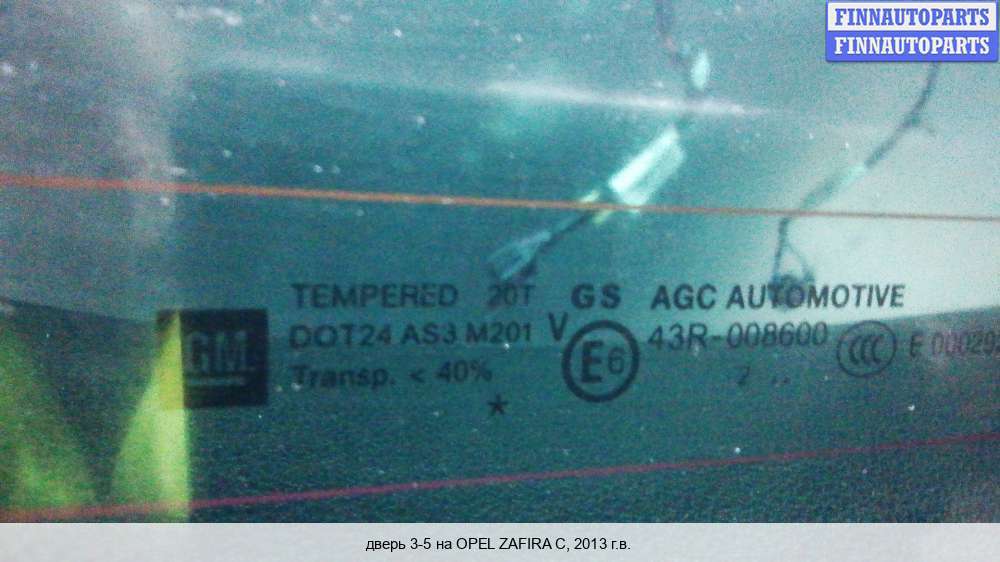 FINNAUTOPARTS
FINNAUTOPARTS
TEMPERED 20T GS AGC AUTOMOTIVE
GM DOT24 AS3 M201 V E6 43R-008600 CCC E
Transp. < 40%
*
дверь 3-5 на OPEL ZAFIRA C, 2013 г.в.